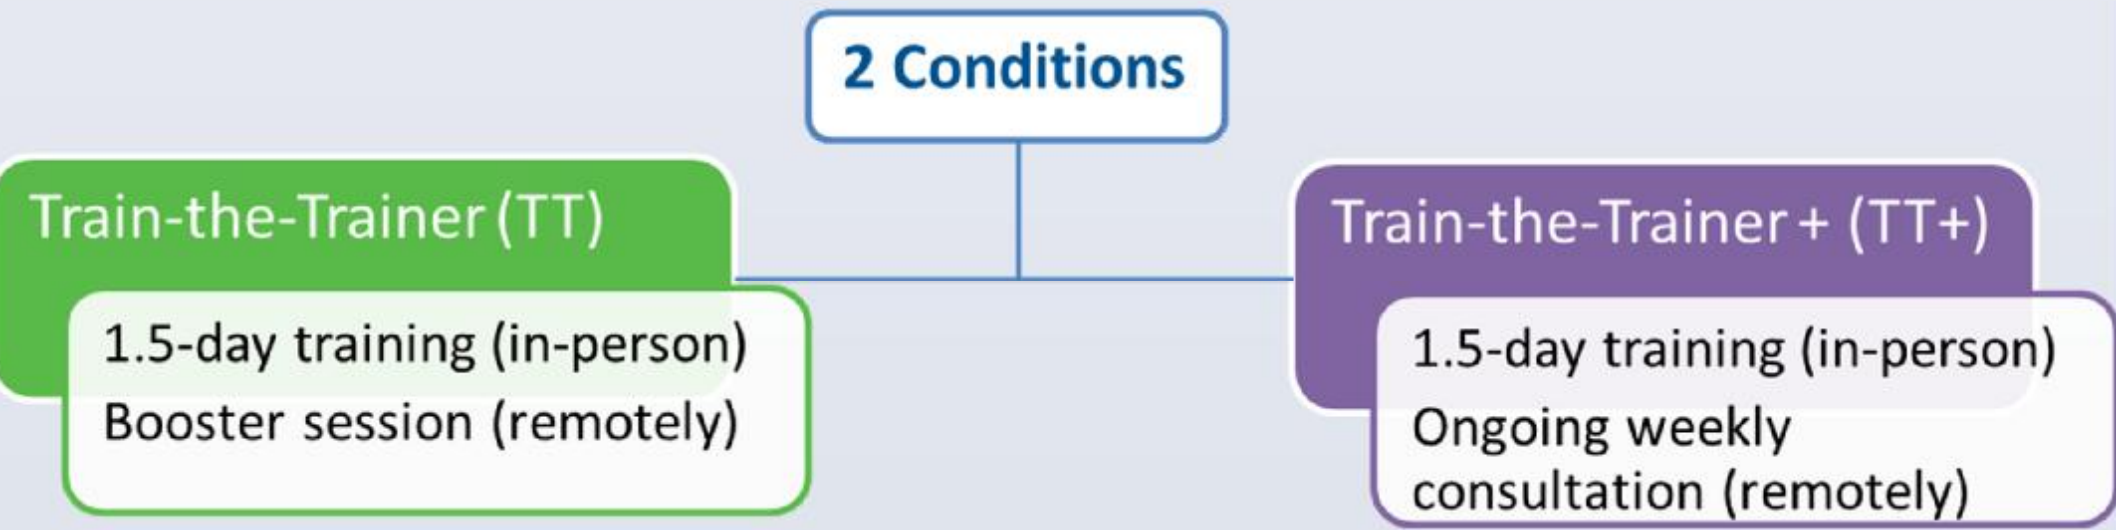 2 Conditions
Train-the-Trainer (TT)
1.5-day training (in-person)
Booster session (remotely)
Train-the-Trainer + (TT+)
1.5-day training (in-person)
Ongoing weekly
consultation (remotely)